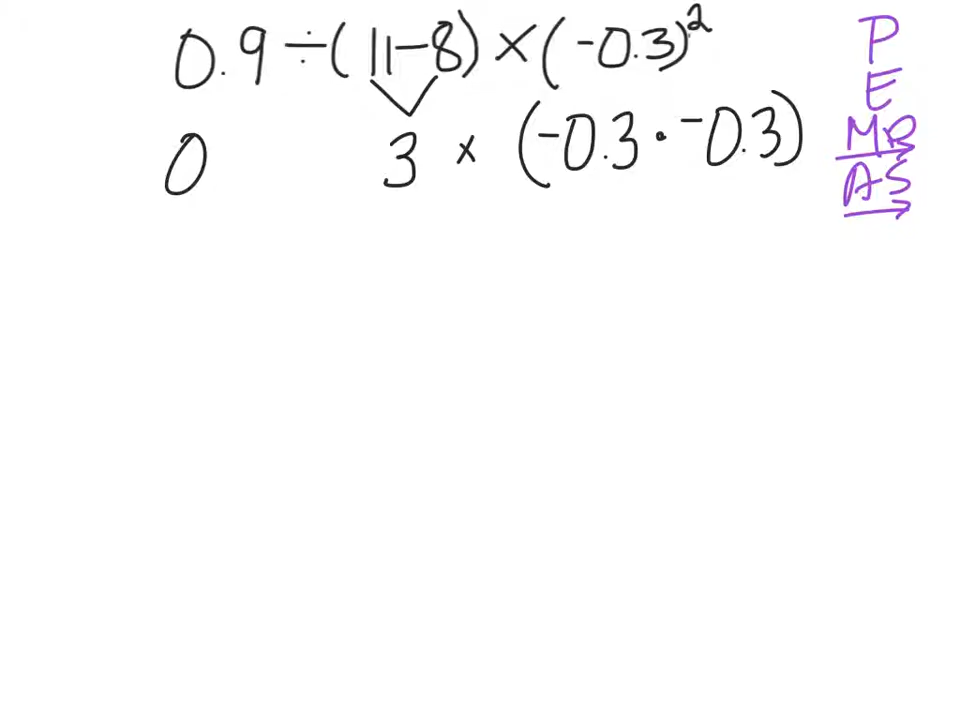 0.9 ÷ (11-8) × (-0.3)²
0 3 × (-0.3 · -0.3)
P
E
MD
AS